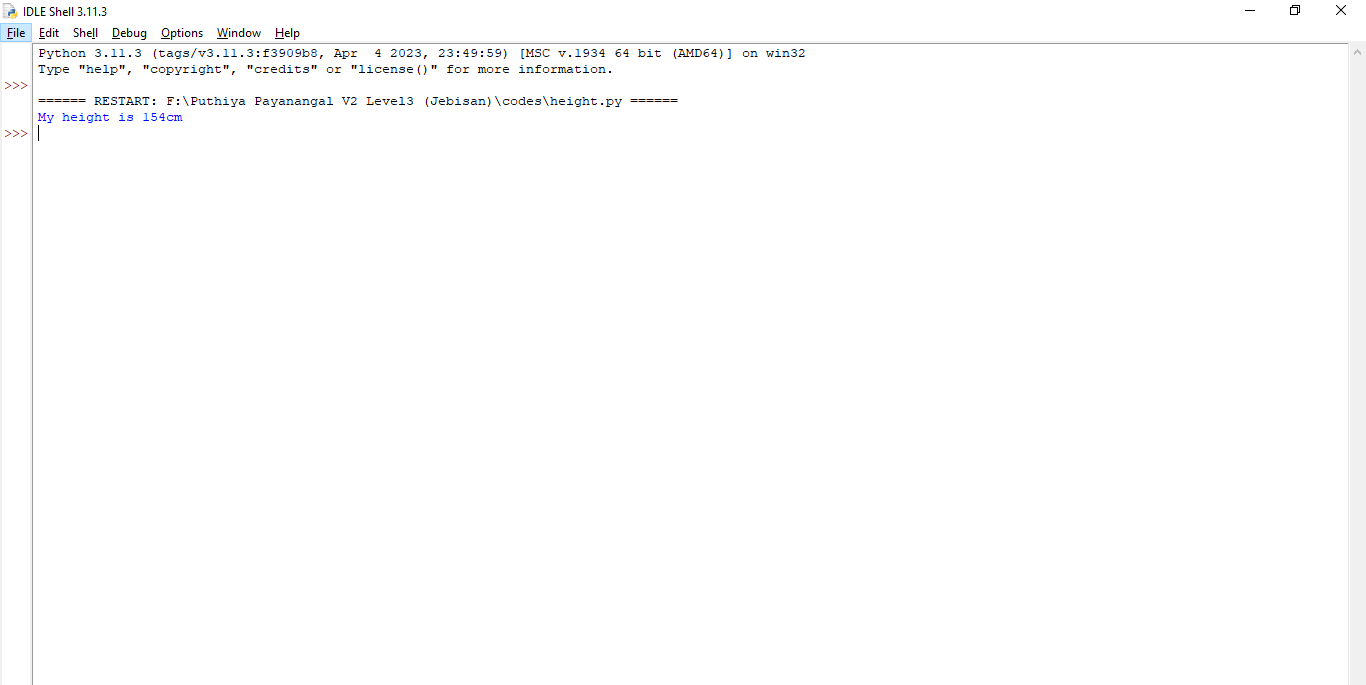 IDLE Shell 3.11.3
File Edit Shell Debug Options Window Help
Python 3.11.3 (tags/v3.11.3:f3909b8, Apr  4 2023, 23:49:59) [MSC v.1934 64 bit (AMD64)] on win32
Type "help", "copyright", "credits" or "license()" for more information.
>>>
====== RESTART: F:\Puthiya Payanangal V2 Level3 (Jebisan)\codes\height.py ======
My height is 154cm
>>>